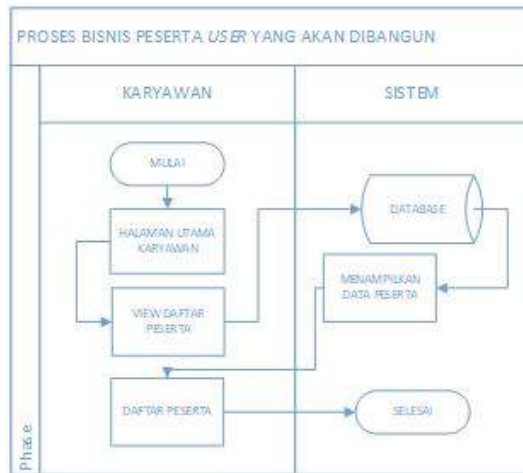 PROSES BISNIS PESERTA USER YANG AKAN DIBANGUN
KARYAWAN
SISTEM
MULAI
HALAMAN UTAMA
KARYAWAN
DATABASE
VIEW DAFTAR
PESERTA
MENAMPILKAN
DATA PESERTA
DAFTAR PESERTA
SELESAI
Phase